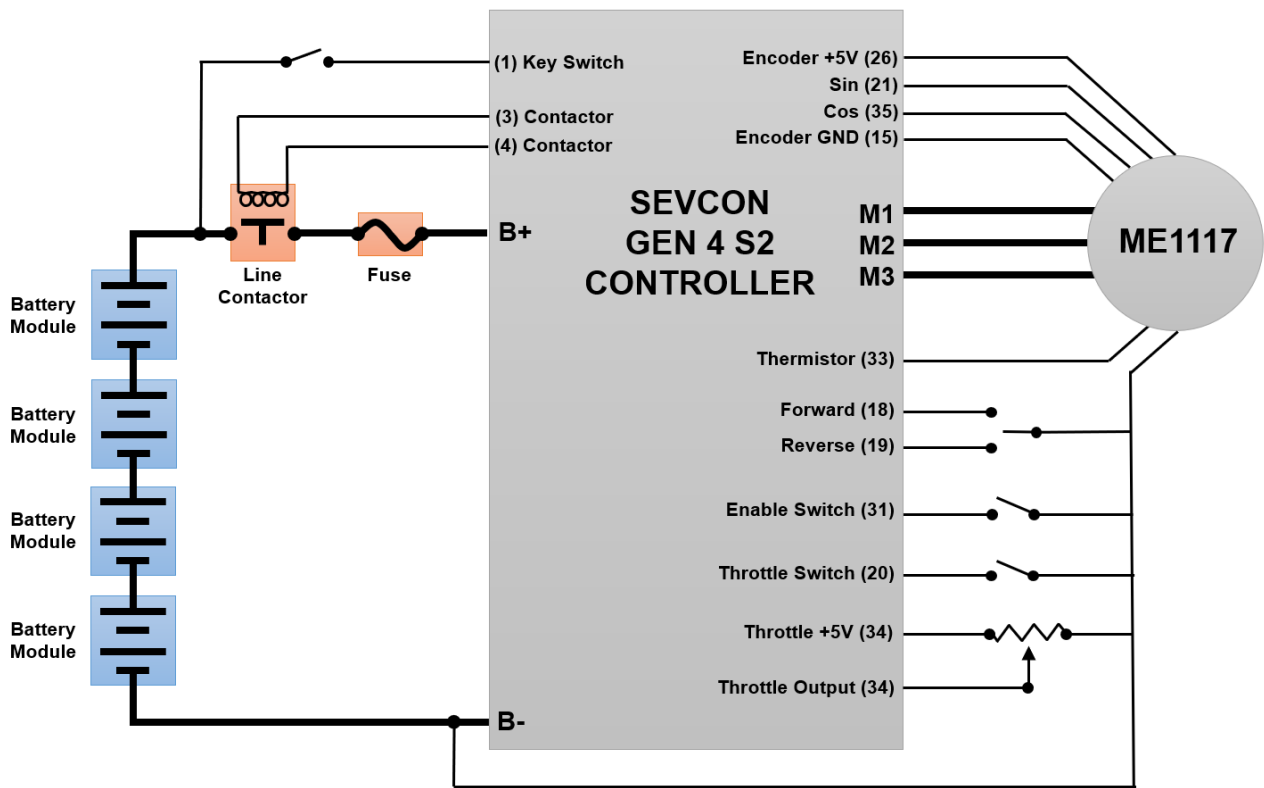 (1) Key Switch
(3) Contactor
(4) Contactor
B+
Line
Contactor
Fuse
Battery
Module
Battery
Module
Battery
Module
Battery
Module
B-
SEVCON
GEN 4 S2
CONTROLLER
Encoder +5V (26)
Sin (21)
Cos (35)
Encoder GND (15)
M1
M2
M3
ME1117
Thermistor (33)
Forward (18)
Reverse (19)
Enable Switch (31)
Throttle Switch (20)
Throttle +5V (34)
Throttle Output (34)